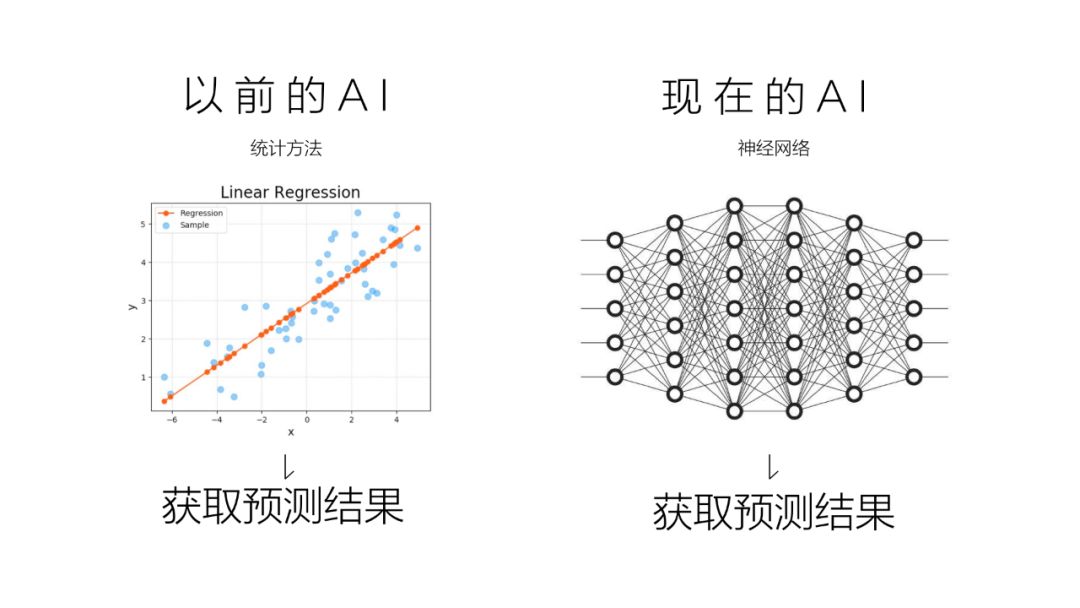 以前的AI
统计方法
Linear Regression
Regression
Sample
5
4
3
2
1
y
−6
−4
−2
0
2
4
x
获取预测结果
现在的AI
神经网络
获取预测结果